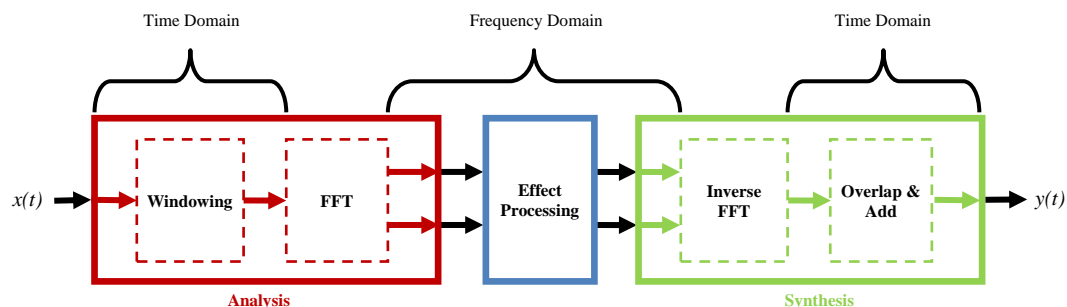 Time Domain
Frequency Domain
Time Domain
x(t)
Windowing
FFT
Effect
Processing
Inverse
FFT
Overlap &
Add
y(t)
Analysis
Synthesis